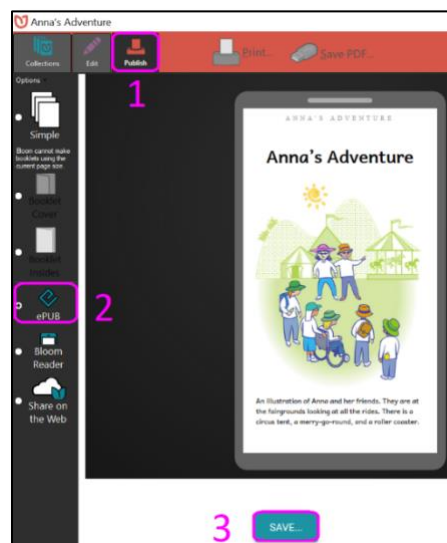 Anna's Adventure
Collections
Edit
Publish
Print...
Save PDF...
1
Options
Simple
Bloom cannot make
booklets using the
current page size.
Booklet
Cover
Booklet
Insides
ePUB
2
Bloom
Reader
Share on
the Web
ANNA'S ADVENTURE
Anna's Adventure
An illustration of Anna and her friends. They are at
the fairgrounds looking at all the rides. There is a
circus tent, a merry-go-round, and a roller coaster.
3
SAVE...